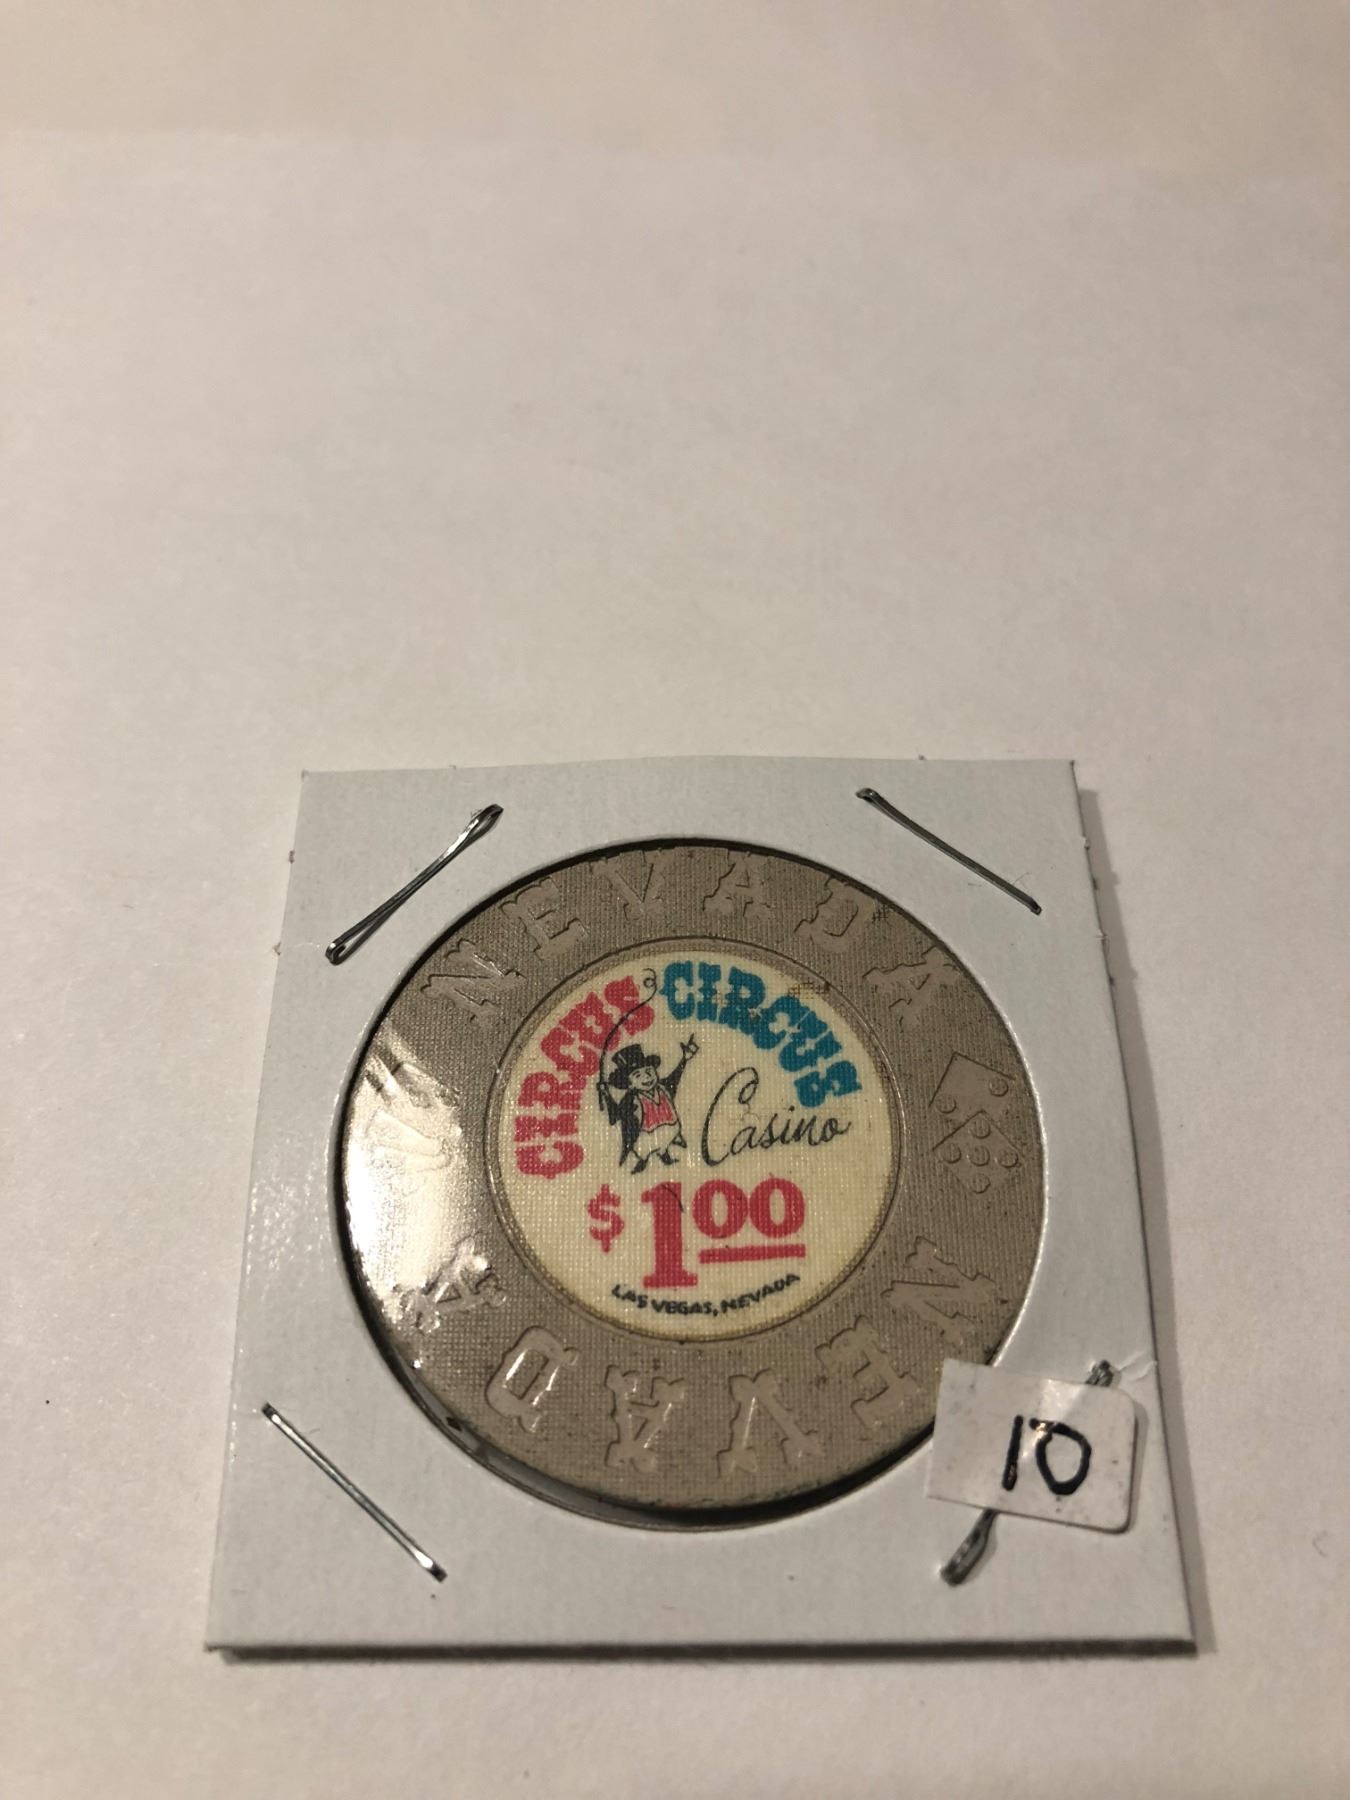 NEVADA
CIRCUS CIRCUS
Casino
$1.00
LAS VEGAS, NEVADA
NEVADA
10